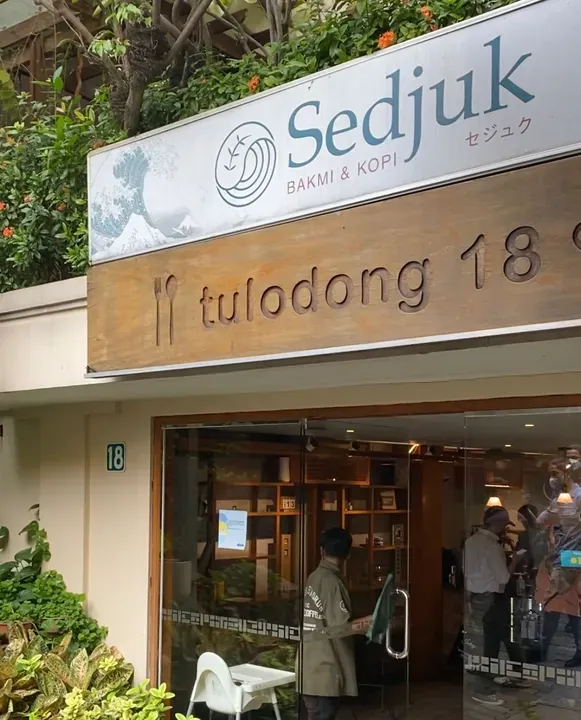 Sedjuk
BAKMI & KOPI
セジュク
tulodong 18
18